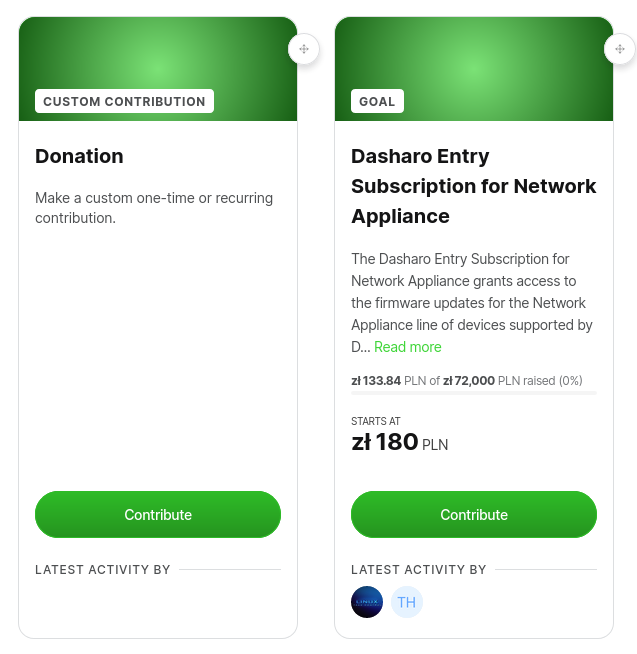 CUSTOM CONTRIBUTION
Donation
Make a custom one-time or recurring
contribution.
Contribute
LATEST ACTIVITY BY
GOAL
Dasharo Entry
Subscription for Network
Appliance
The Dasharo Entry Subscription for
Network Appliance grants access to
the firmware updates for the Network
Appliance line of devices supported by
D... Read more
zł 133.84 PLN of zł 72,000 PLN raised (0%)
STARTS AT
zł 180 PLN
Contribute
LATEST ACTIVITY BY
LINUX
TH